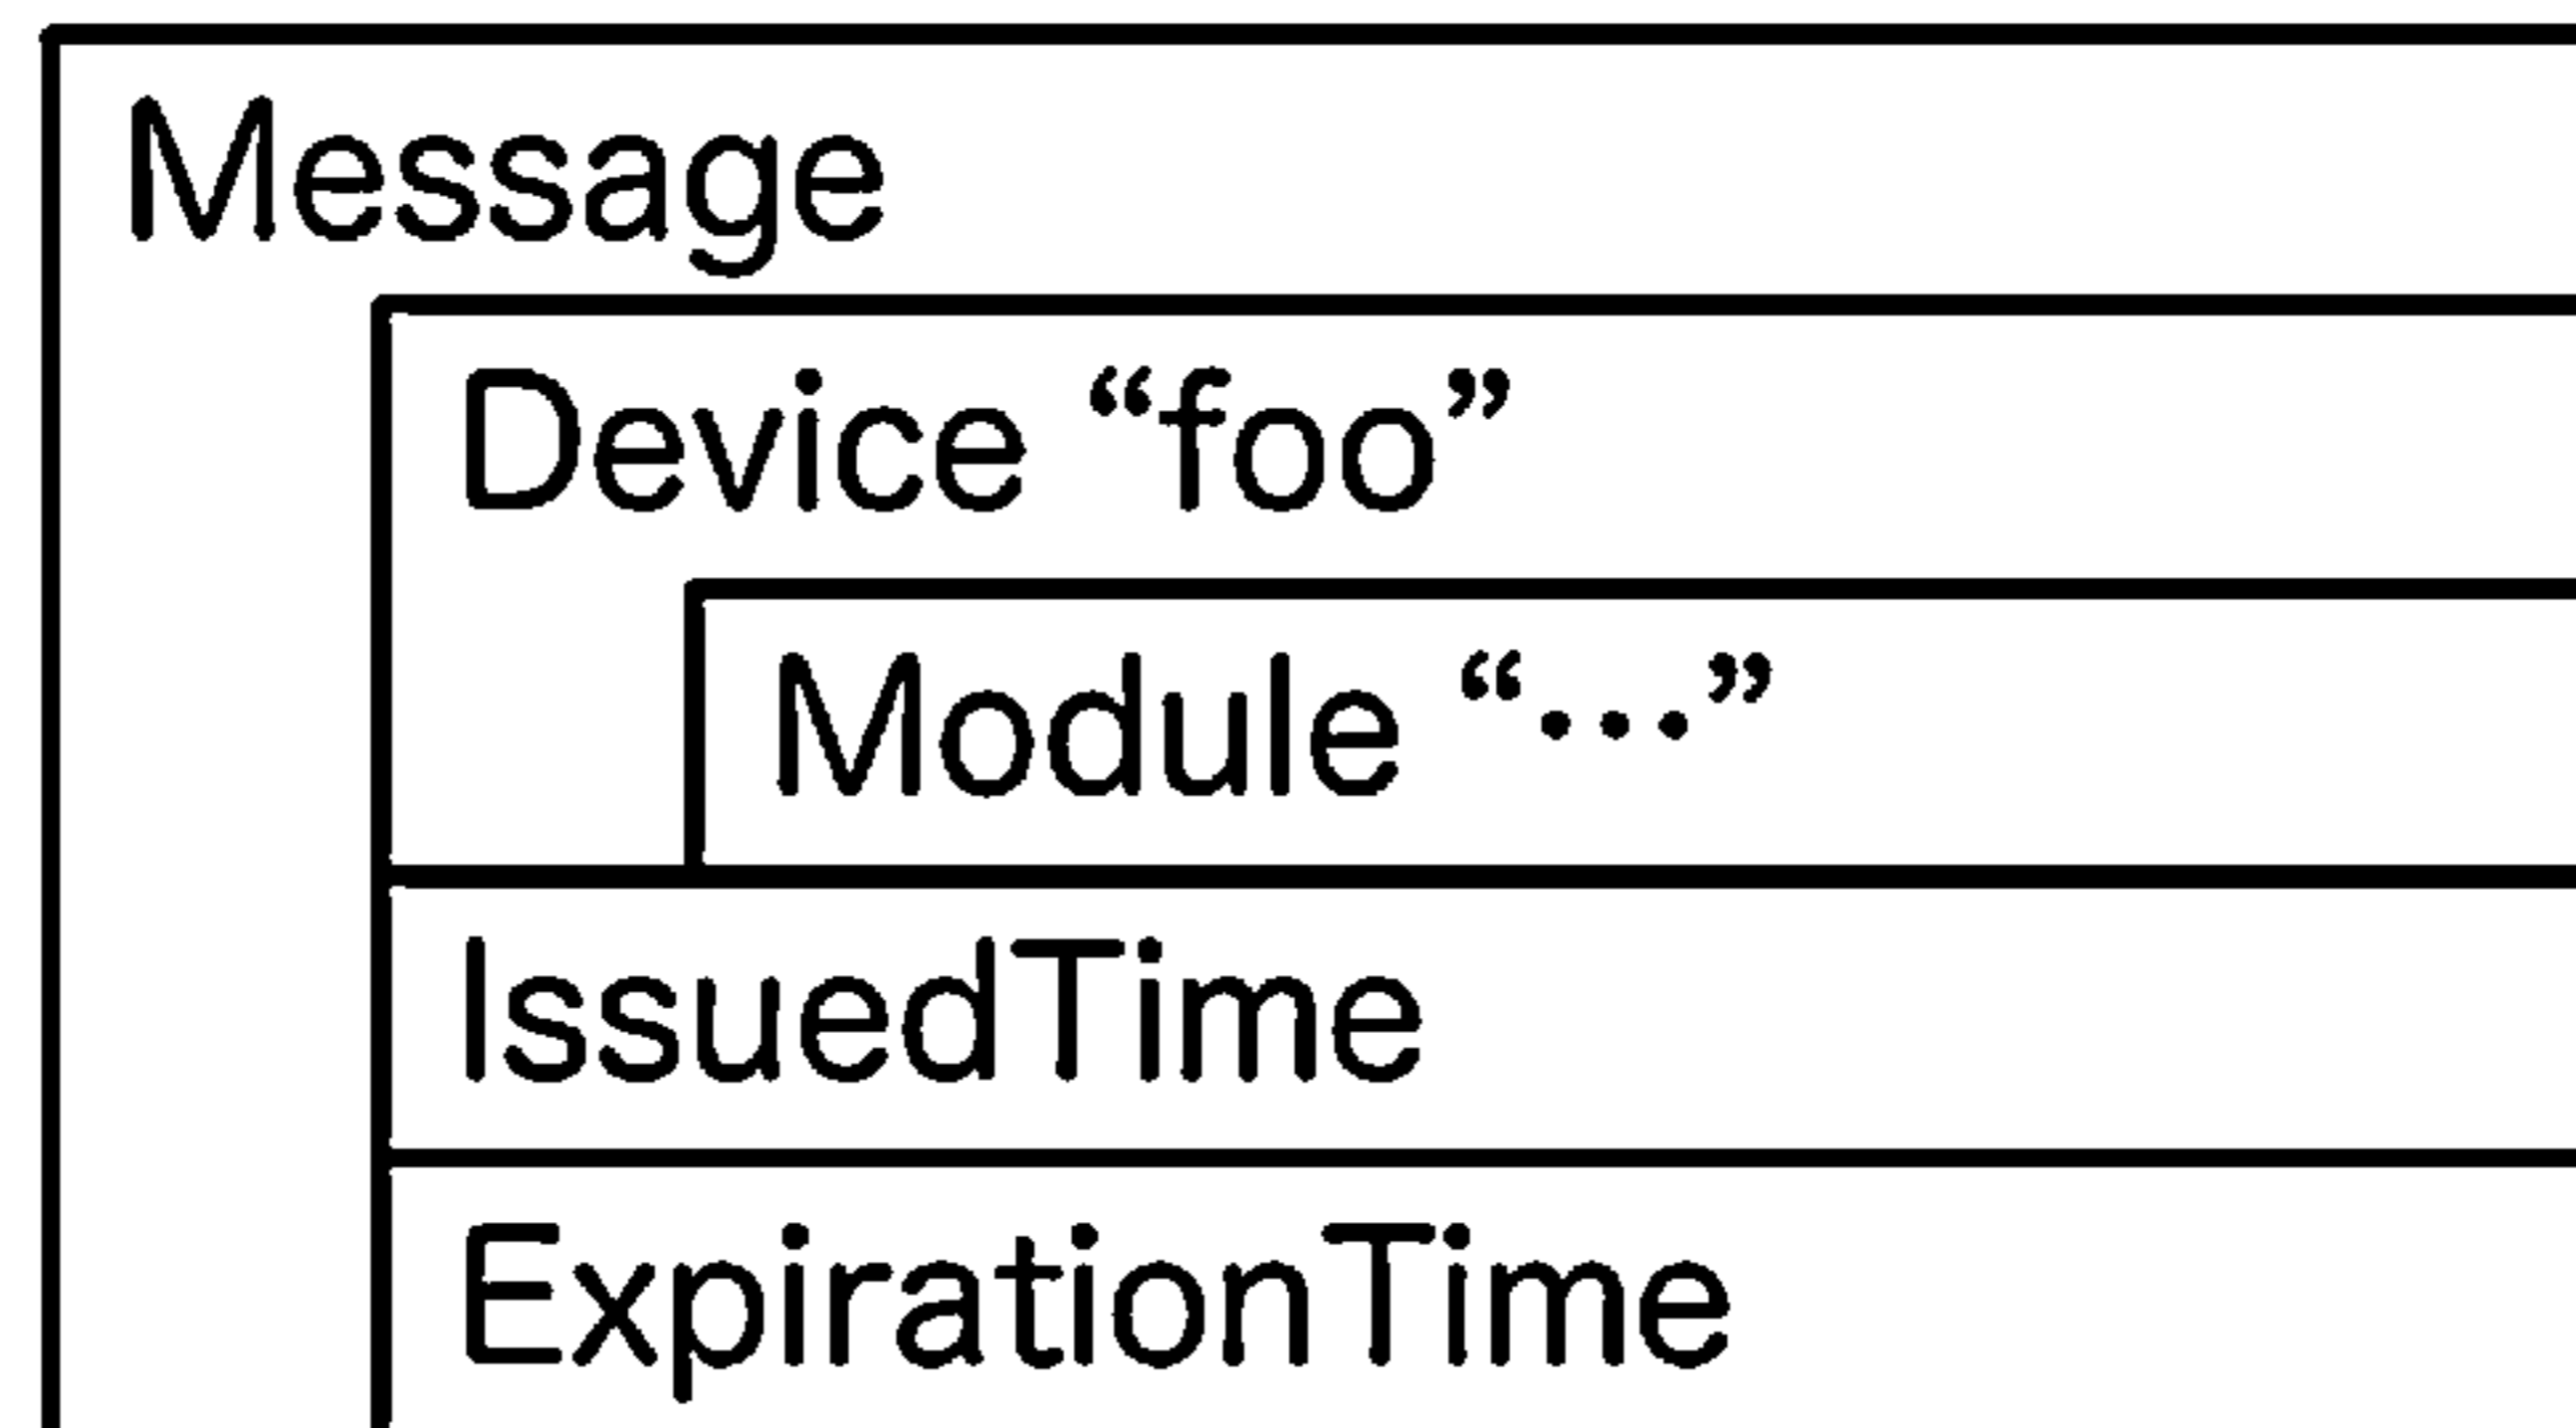 Message
Device “foo”
Module “···”
IssuedTime
ExpirationTime